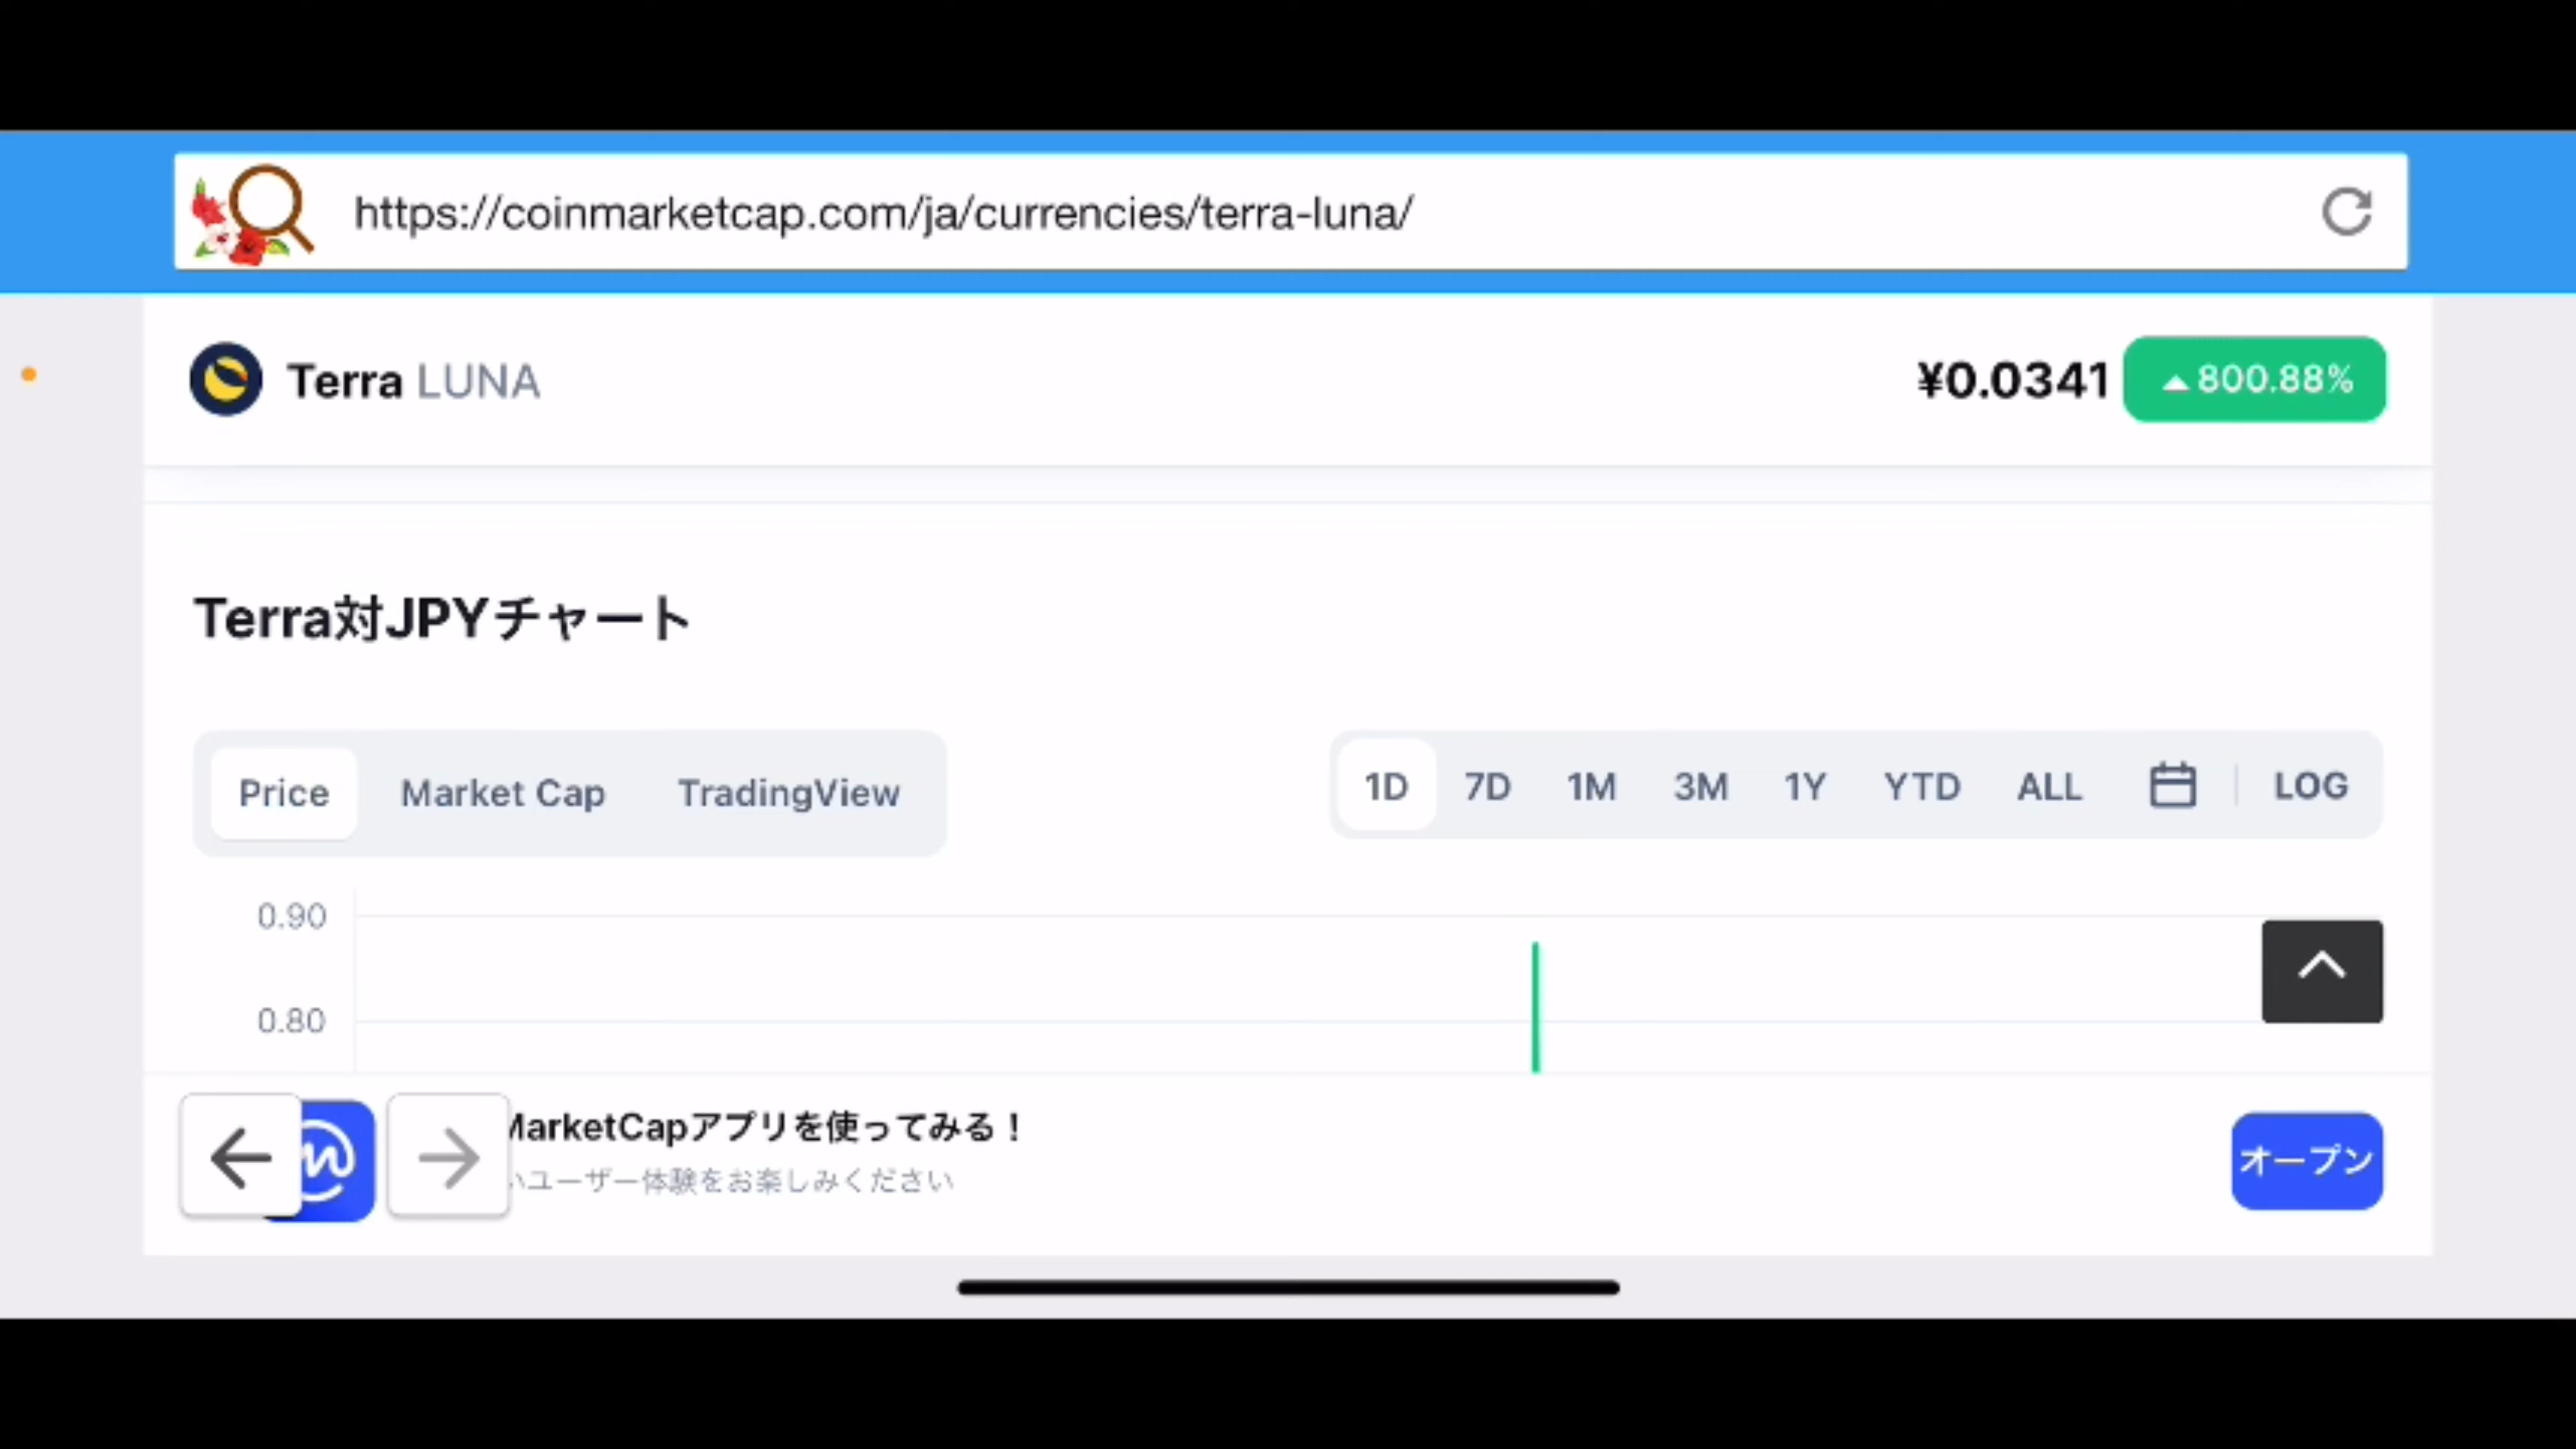 https://coinmarketcap.com/ja/currencies/terra-luna/
Terra LUNA
¥0.0341 ▲800.88%
Terra対JPYチャート
Price Market Cap TradingView
1D 7D 1M 3M 1Y YTD ALL LOG
0.90
0.80
MarketCapアプリを使ってみる！
いユーザー体験をお楽しみください
オープン